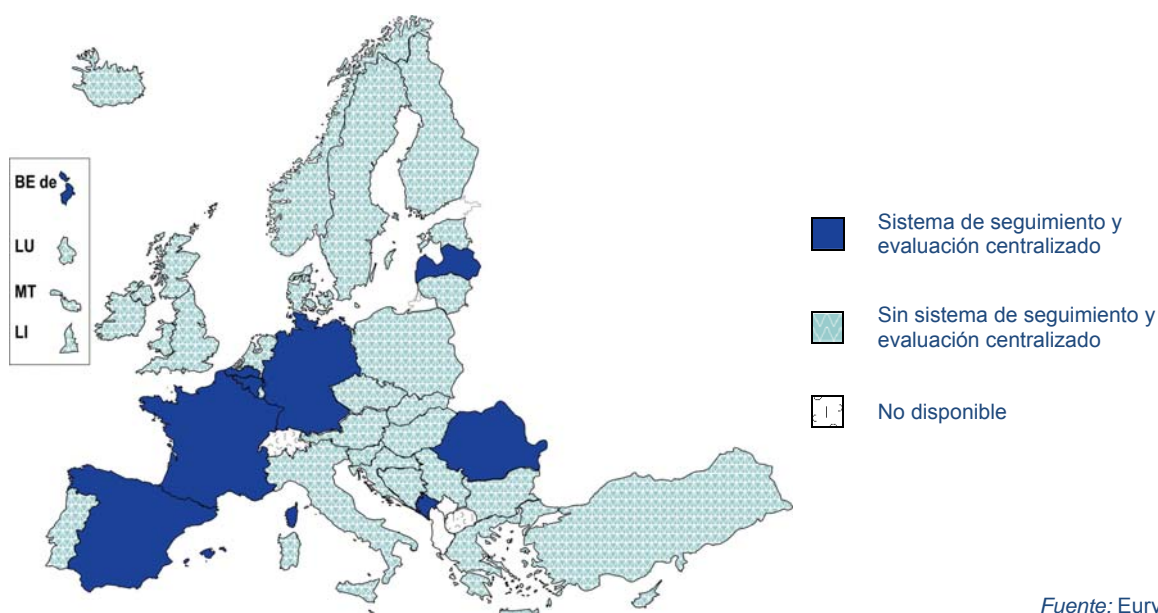 BE de
LU
MT
LI
Sistema de seguimiento y
evaluación centralizado
Sin sistema de seguimiento y
evaluación centralizado
No disponible
Fuente: Eury